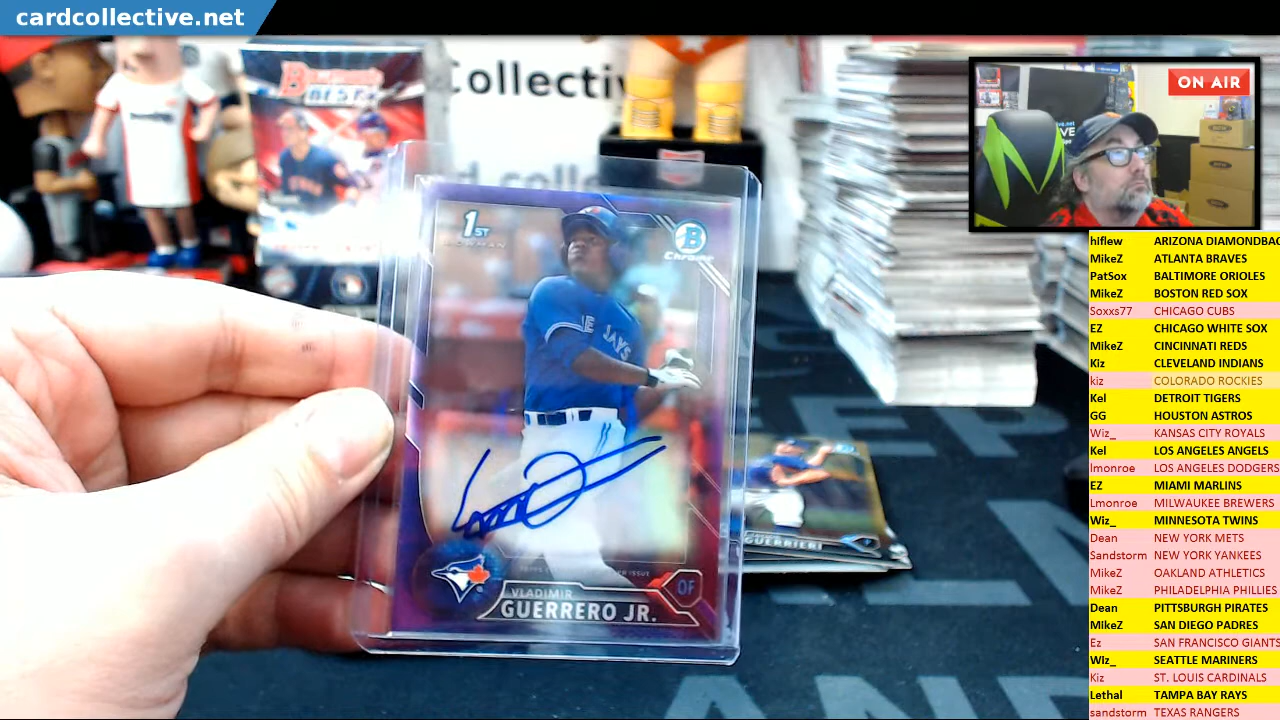 cardcollective.net
Collectiv
BEST
ON AIR
1ST
BOWMAN
B
Chrome
E JAYS
VLADIMIR
GUERRERO JR.
OF
GUERRIERI
hiflew ARIZONA DIAMONDBAC
MikeZ ATLANTA BRAVES
PatSox BALTIMORE ORIOLES
MikeZ BOSTON RED SOX
Soxxs77 CHICAGO CUBS
EZ CHICAGO WHITE SOX
MikeZ CINCINNATI REDS
Kiz CLEVELAND INDIANS
kiz COLORADO ROCKIES
Kel DETROIT TIGERS
GG HOUSTON ASTROS
Wiz_ KANSAS CITY ROYALS
Kel LOS ANGELES ANGELS
lmonroe LOS ANGELES DODGERS
EZ MIAMI MARLINS
Lmonroe MILWAUKEE BREWERS
Wiz_ MINNESOTA TWINS
Dean NEW YORK METS
Sandstorm NEW YORK YANKEES
MikeZ OAKLAND ATHLETICS
MikeZ PHILADELPHIA PHILLIES
Dean PITTSBURGH PIRATES
MikeZ SAN DIEGO PADRES
Ez SAN FRANCISCO GIANTS
WIz_ SEATTLE MARINERS
Kiz ST. LOUIS CARDINALS
Lethal TAMPA BAY RAYS
sandstorm TEXAS RANGERS